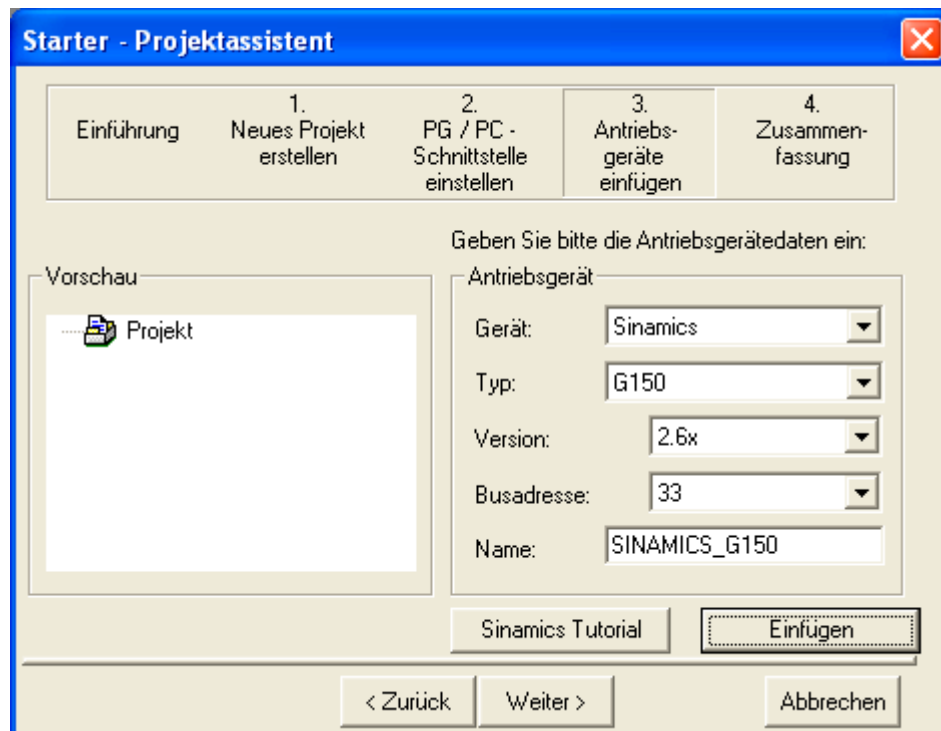 Starter - Projektassistent
Einführung
1.
Neues Projekt
erstellen
2.
PG / PC -
Schnittstelle
einstellen
3.
Antriebs-
geräte
einfügen
4.
Zusammen-
fassung
Geben Sie bitte die Antriebsgerätedaten ein:
Vorschau
Projekt
Antriebsgerät
Gerät: Sinamics
Typ: G150
Version: 2.6x
Busadresse: 33
Name: SINAMICS_G150
Sinamics Tutorial
Einfügen
< Zurück
Weiter >
Abbrechen